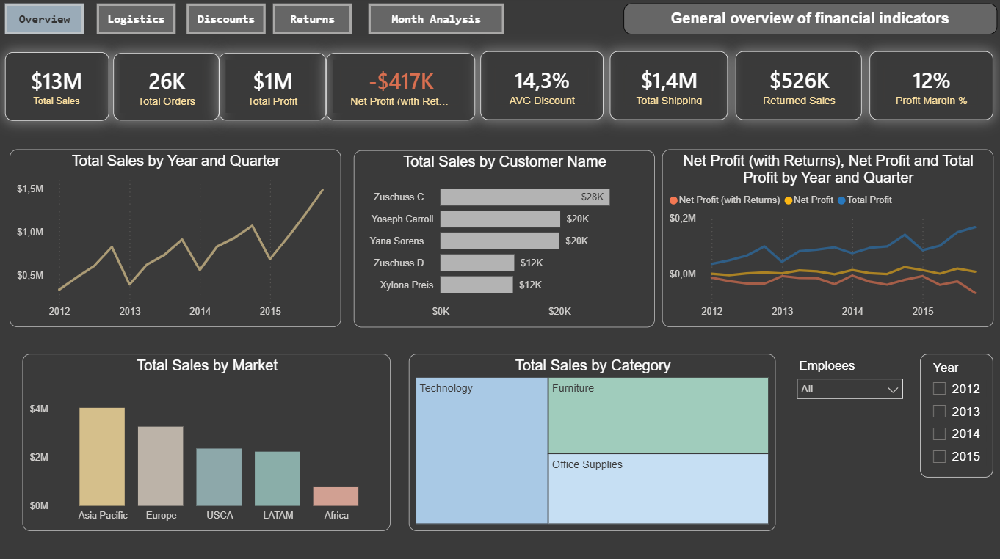 Overview
Logistics
Discounts
Returns
Month Analysis
General overview of financial indicators
$13M
Total Sales
26K
Total Orders
$1M
Total Profit
-$417K
Net Profit (with Ret...
14,3%
AVG Discount
$1,4M
Total Shipping
$526K
Returned Sales
12%
Profit Margin %
Total Sales by Year and Quarter
$1,5M
$1,0M
$0,5M
2012
2013
2014
2015
Total Sales by Customer Name
Zuschuss C...
$28K
Yoseph Carroll
$20K
Yana Sorens...
$20K
Zuschuss D...
$12K
Xylona Preis
$12K
$0K
$20K
Net Profit (with Returns), Net Profit and Total
Profit by Year and Quarter
Net Profit (with Returns)
Net Profit
Total Profit
$0,2M
$0,0M
2012
2013
2014
2015
Total Sales by Market
$4M
$2M
$0M
Asia Pacific
Europe
USCA
LATAM
Africa
Total Sales by Category
Technology
Furniture
Office Supplies
Emploees
All
Year
2012
2013
2014
2015